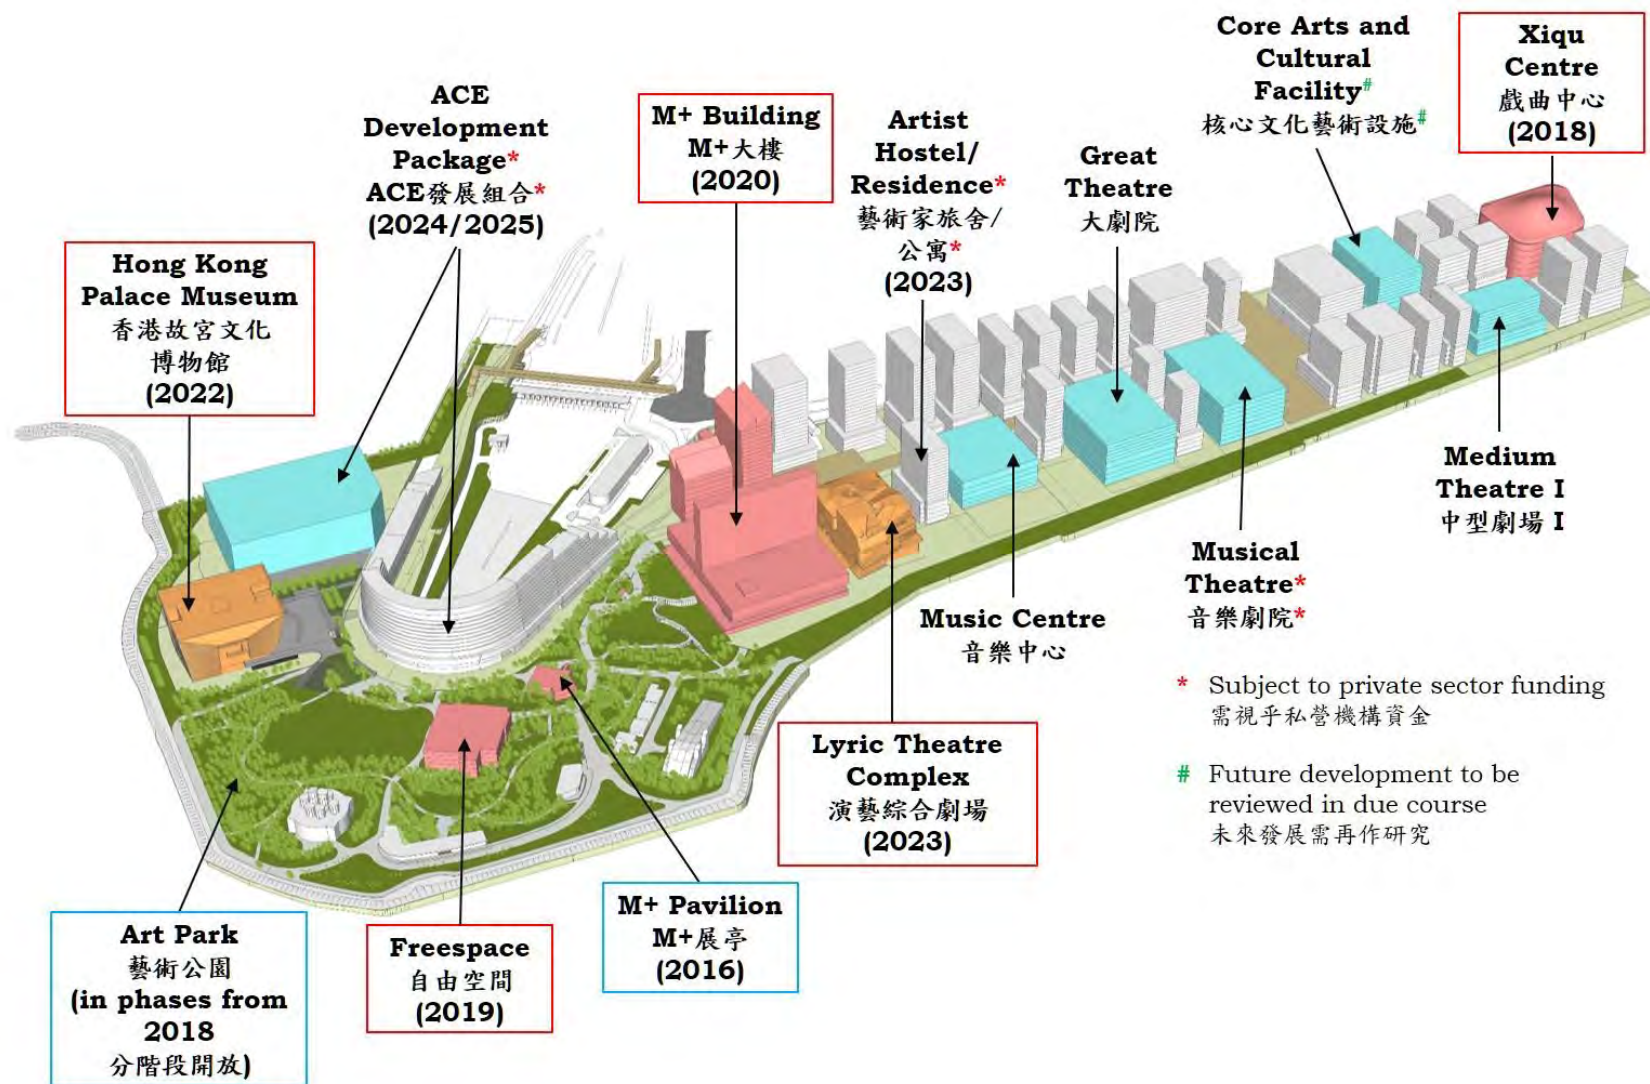 Core Arts and
Cultural
Facility#
核心文化藝術設施#
Xiqu
Centre
戲曲中心
(2018)
ACE
Development
Package*
ACE發展組合*
(2024/2025)
M+ Building
M+大樓
(2020)
Artist
Hostel/
Residence*
藝術家旅舍/
公寓*
(2023)
Great
Theatre
大劇院
Hong Kong
Palace Museum
香港故宮文化
博物館
(2022)
Medium
Theatre I
中型劇場 I
Musical
Theatre*
音樂劇院*
Music Centre
音樂中心
* Subject to private sector funding
需視乎私營機構資金
# Future development to be
reviewed in due course
未來發展需再作研究
Lyric Theatre
Complex
演藝綜合劇場
(2023)
M+ Pavilion
M+展亭
(2016)
Freespace
自由空間
(2019)
Art Park
藝術公園
(in phases from
2018
分階段開放)